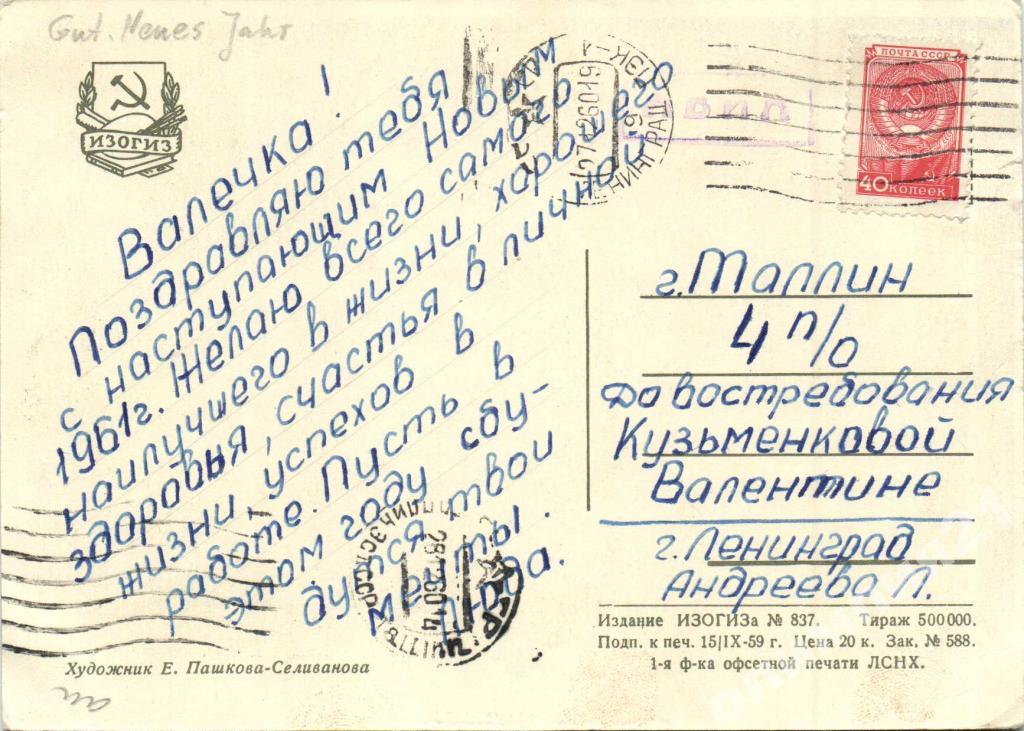 Gut. Neues Jahr
ИЗОГИЗ
ПОЧТА СССР
40 КОПЕЕК
Валечка!
Поздравляю тебя
с наступающим Новым
1961г. Желаю всего самого
наилучшего в жизни, хорошего
здоровья, счастья в личной
жизни, успехов в
работе. Пусть в
этом году сбу-
дутся твои
мечты.
г. Таллин
4 п/о
До востребования
Кузьменковой
Валентине
г. Ленинград
Андреева Л.
Издание ИЗОГИЗа № 837. Тираж 500000.
Подп. к печ. 15|IX-59 г. Цена 20 к. Зак. № 588.
1-я ф-ка офсетной печати ЛСНХ.
Художник Е. Пашкова-Селиванова